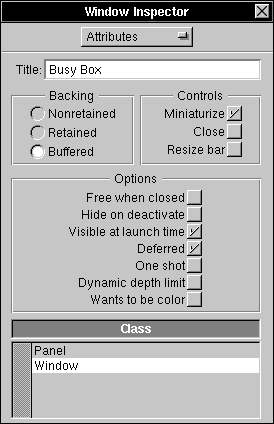 Window Inspector
Attributes
Title: Busy Box
Backing
Nonretained
Retained
Buffered
Controls
Miniaturize
Close
Resize bar
Options
Free when closed
Hide on deactivate
Visible at launch time
Deferred
One shot
Dynamic depth limit
Wants to be color
Class
Panel
Window